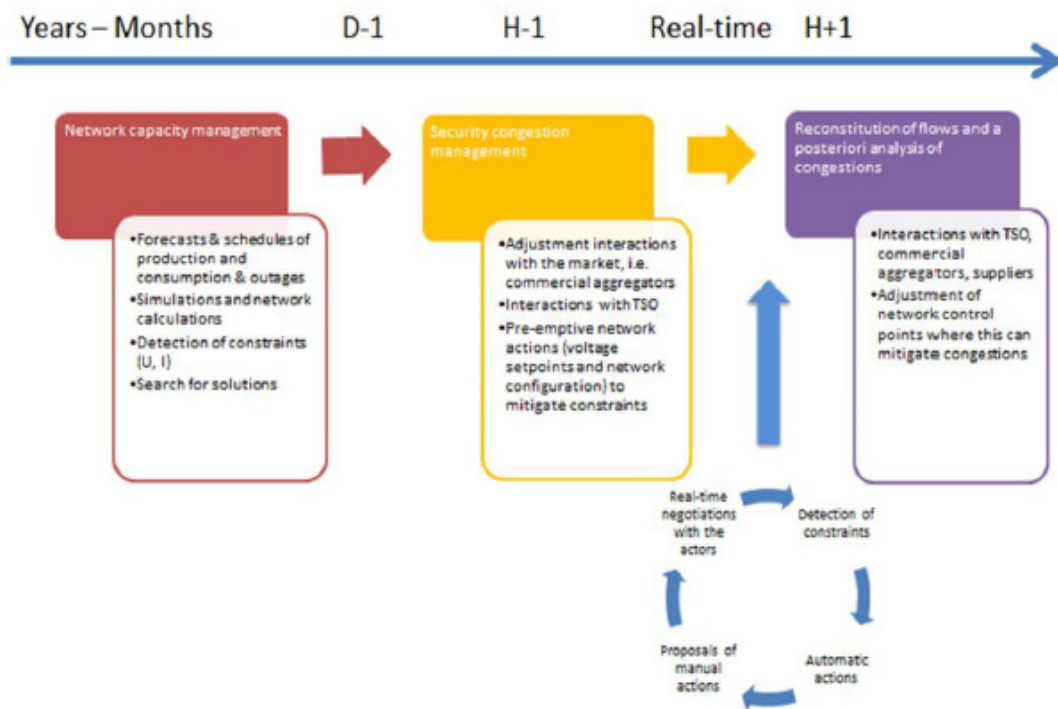 Years – Months
D-1
H-1
Real-time
H+1
Network capacity management
•Forecasts & schedules of
production and
consumption & outages
•Simulations and network
calculations
•Detection of constraints
(U, I)
•Search for solutions
Security congestion
management
•Adjustment interactions
with the market, i.e.
commercial aggregators
•Interactions with TSO
•Pre-emptive network
actions (voltage
setpoints and network
configuration) to
mitigate constraints
Reconstitution of flows and a
posteriori analysis of
congestions
•Interactions with TSO,
commercial
aggregators, suppliers
•Adjustment of
network control
points where this can
mitigate congestions
Real-time
negotiations
with the
actors
Detection of
constraints
Automatic
actions
Proposals of
manual
actions